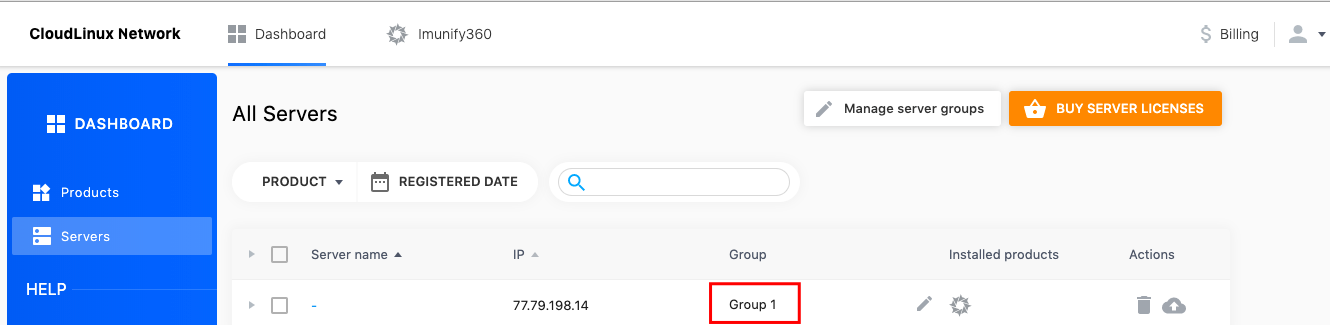 CloudLinux Network Dashboard Imunify360 Billing
DASHBOARD
Products
Servers
HELP
All Servers
Manage server groups
BUY SERVER LICENSES
PRODUCT REGISTERED DATE
Server name IP Group Installed products Actions
- 77.79.198.14 Group 1